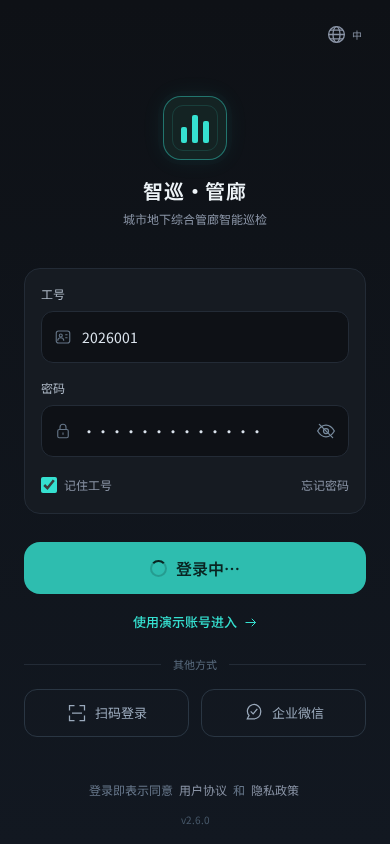 中
智巡·管廊
城市地下综合管廊智能巡检
工号
2026001
密码
•••••••••••••
记住工号 忘记密码
登录中···
使用演示账号进入 →
其他方式
扫码登录 企业微信
登录即表示同意 用户协议 和 隐私政策
v2.6.0